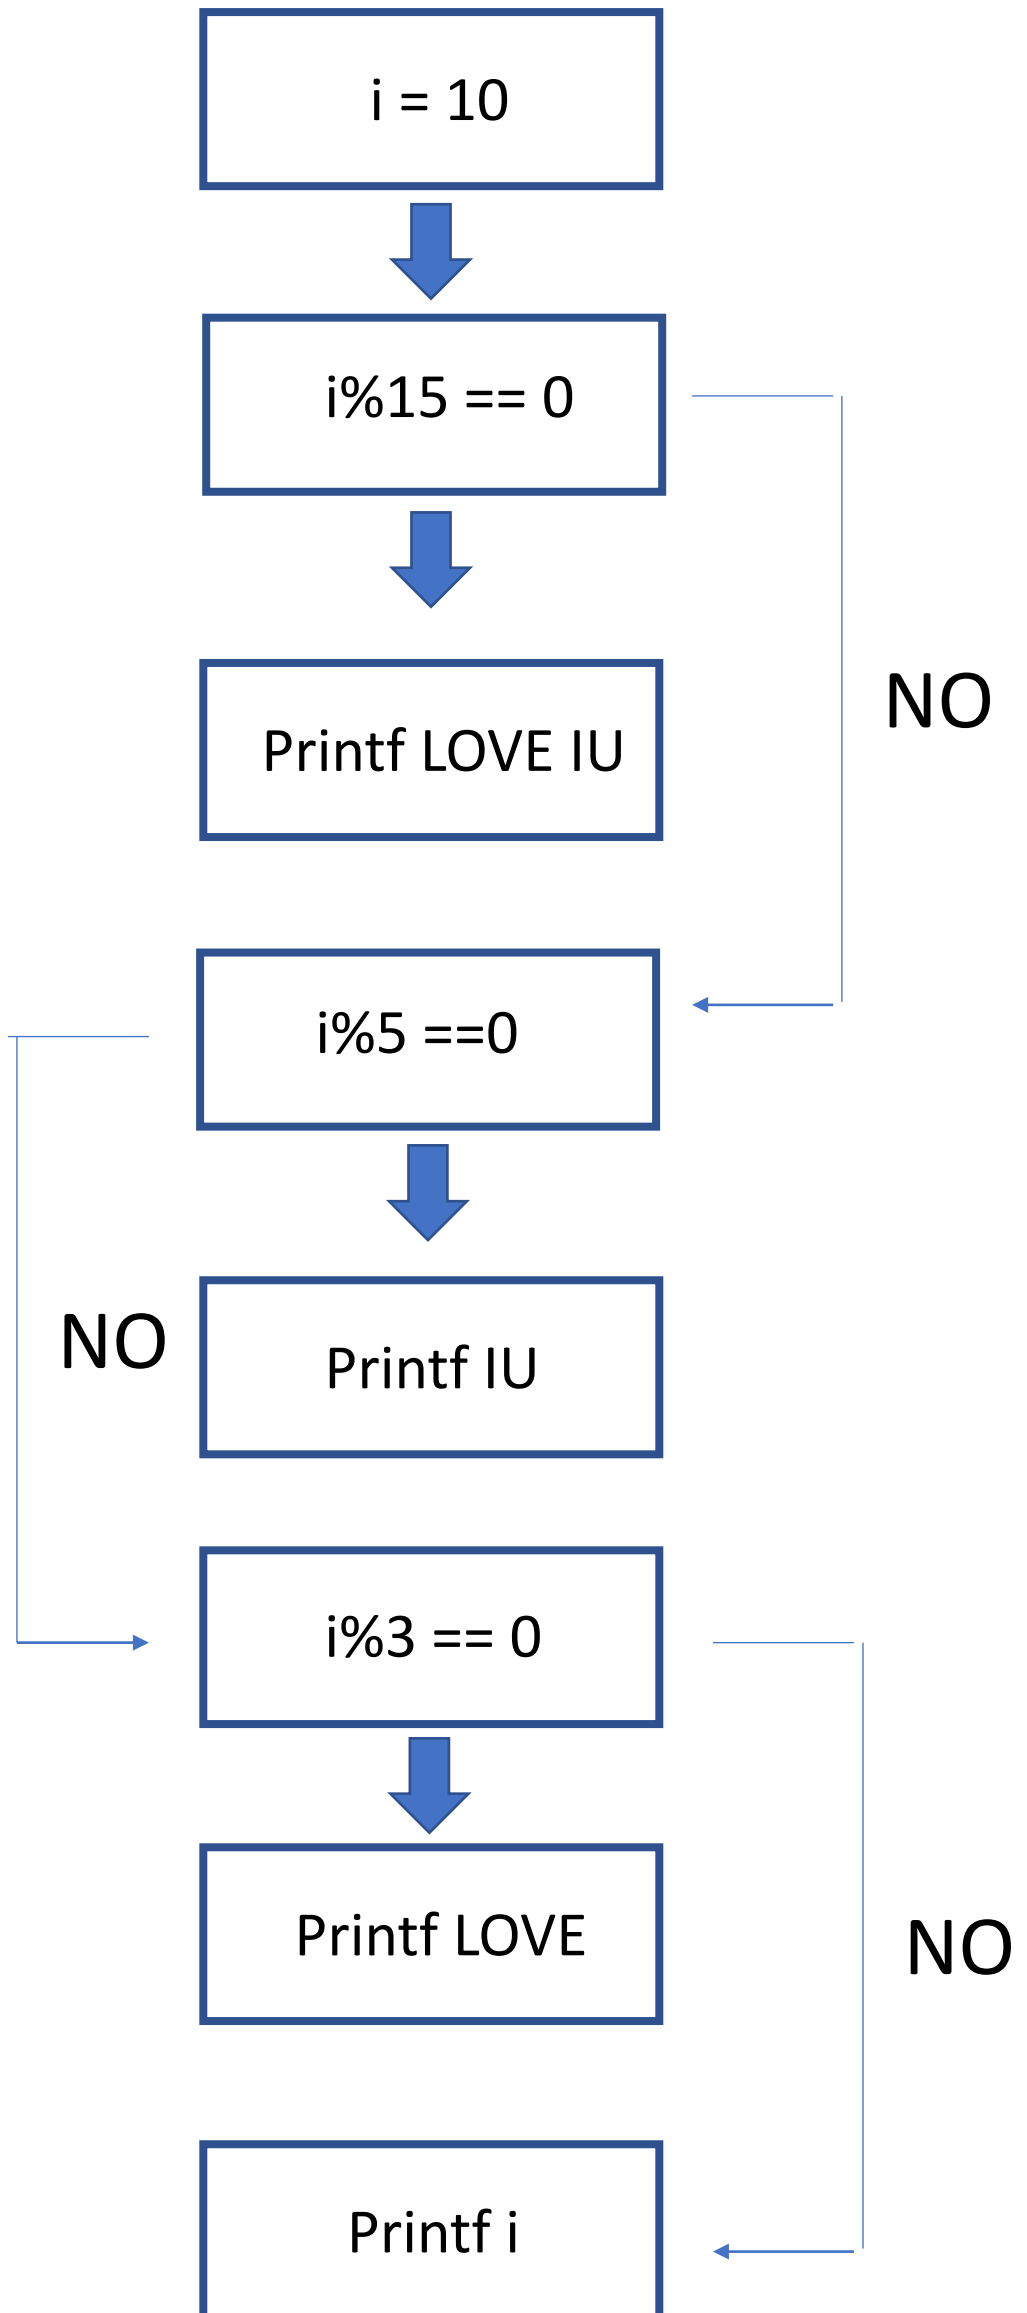 i = 10
i%15 == 0
NO
Printf LOVE IU
i%5 ==0
NO
Printf IU
i%3 == 0
Printf LOVE
NO
Printf i